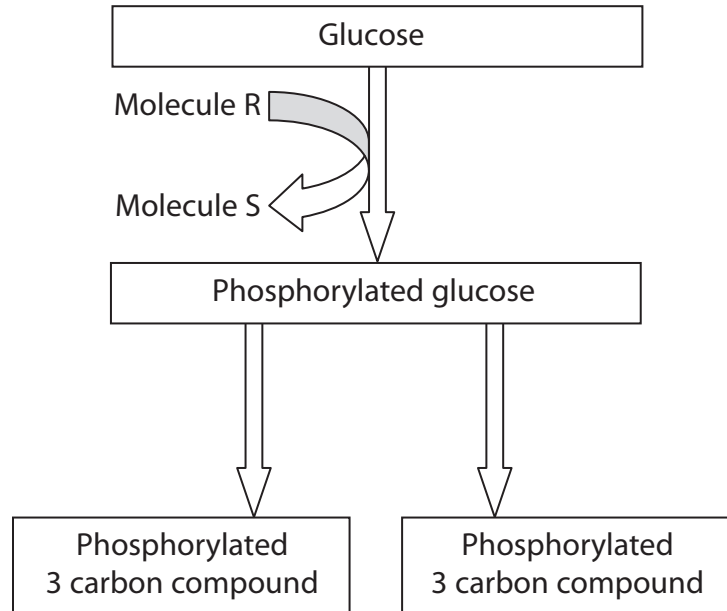 Glucose
Molecule R
Molecule S
Phosphorylated glucose
Phosphorylated
3 carbon compound
Phosphorylated
3 carbon compound